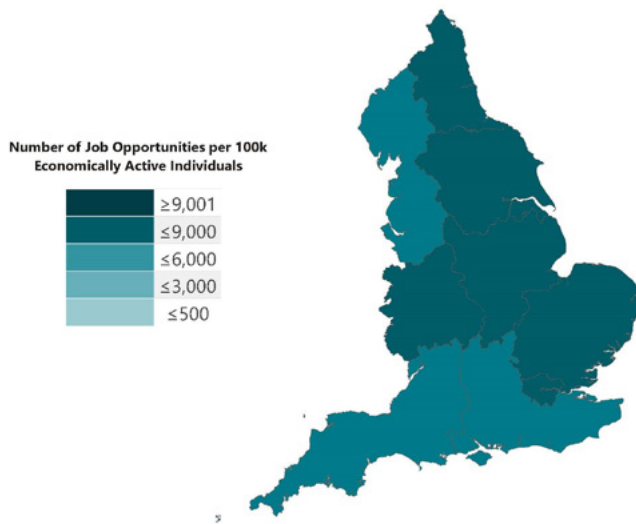 Number of Job Opportunities per 100k
Economically Active Individuals
≥9,001
≤9,000
≤6,000
≤3,000
≤500